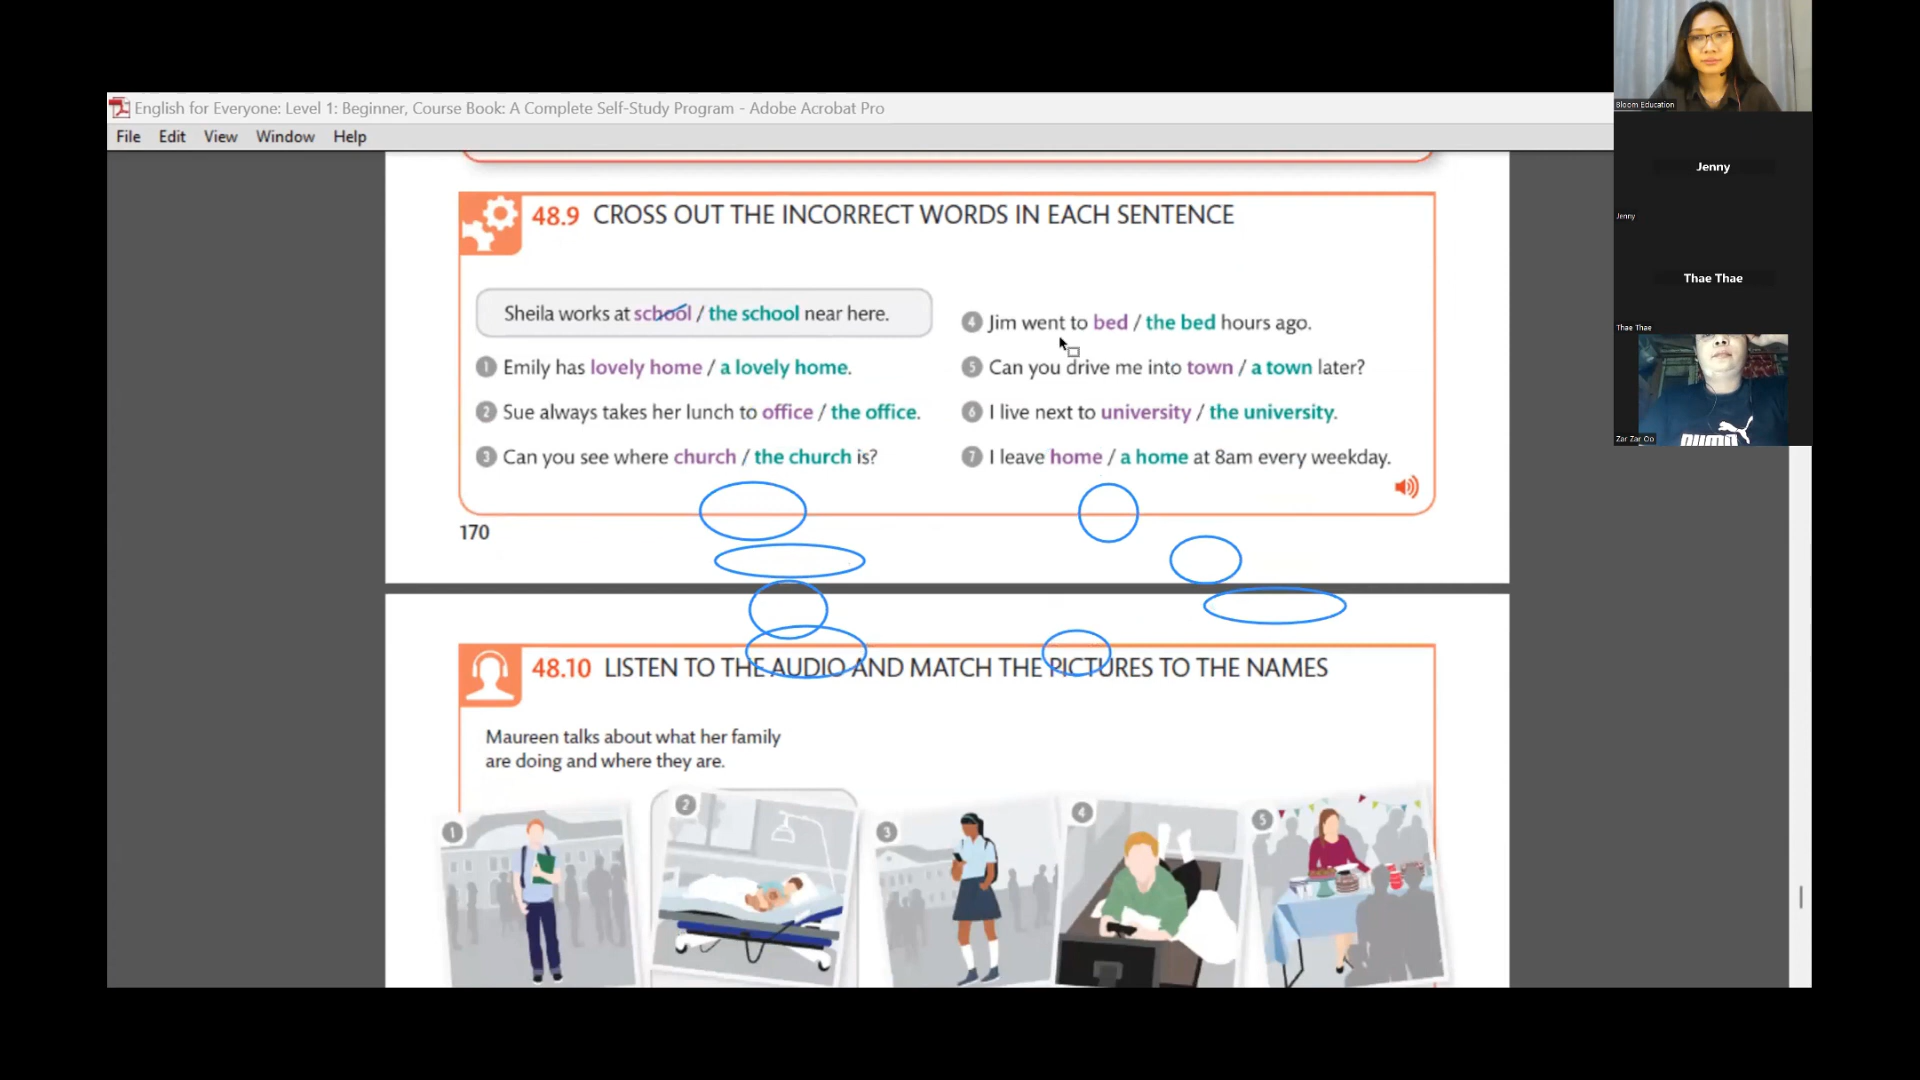 English for Everyone: Level 1: Beginner, Course Book: A Complete Self-Study Program - Adobe Acrobat Pro
File Edit View Window Help
48.9 CROSS OUT THE INCORRECT WORDS IN EACH SENTENCE
Sheila works at school / the school near here.
1 Emily has lovely home / a lovely home.
2 Sue always takes her lunch to office / the office.
3 Can you see where church / the church is?
4 Jim went to bed / the bed hours ago.
5 Can you drive me into town / a town later?
6 I live next to university / the university.
7 I leave home / a home at 8am every weekday.
170
48.10 LISTEN TO THE AUDIO AND MATCH THE PICTURES TO THE NAMES
Maureen talks about what her family
are doing and where they are.
1
2
3
4
5
Bloom Education
Jenny
Jenny
Thae Thae
Thae Thae
PUMA
Zar Zar Oo